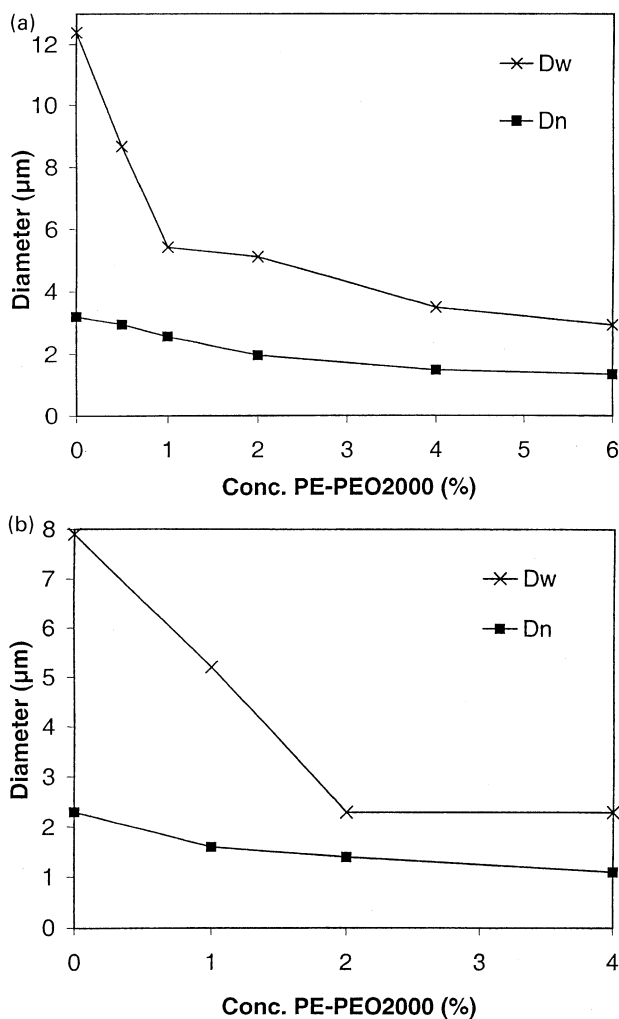 (a)
12
10
8
6
4
2
0
Diameter (µm)
Dw
Dn
0 1 2 3 4 5 6
Conc. PE-PEO2000 (%)
(b)
8
7
6
5
4
3
2
1
0
Diameter (µm)
Dw
Dn
0 1 2 3 4
Conc. PE-PEO2000 (%)